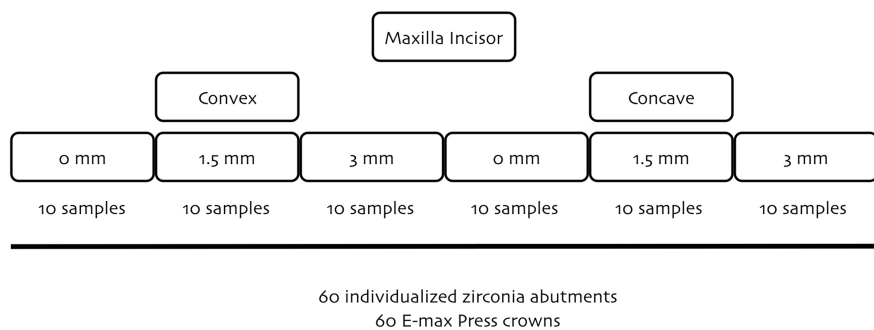 Maxilla Incisor
Convex Concave
0 mm 1.5 mm 3 mm 0 mm 1.5 mm 3 mm
10 samples 10 samples 10 samples 10 samples 10 samples 10 samples
60 individualized zirconia abutments
60 E-max Press crowns